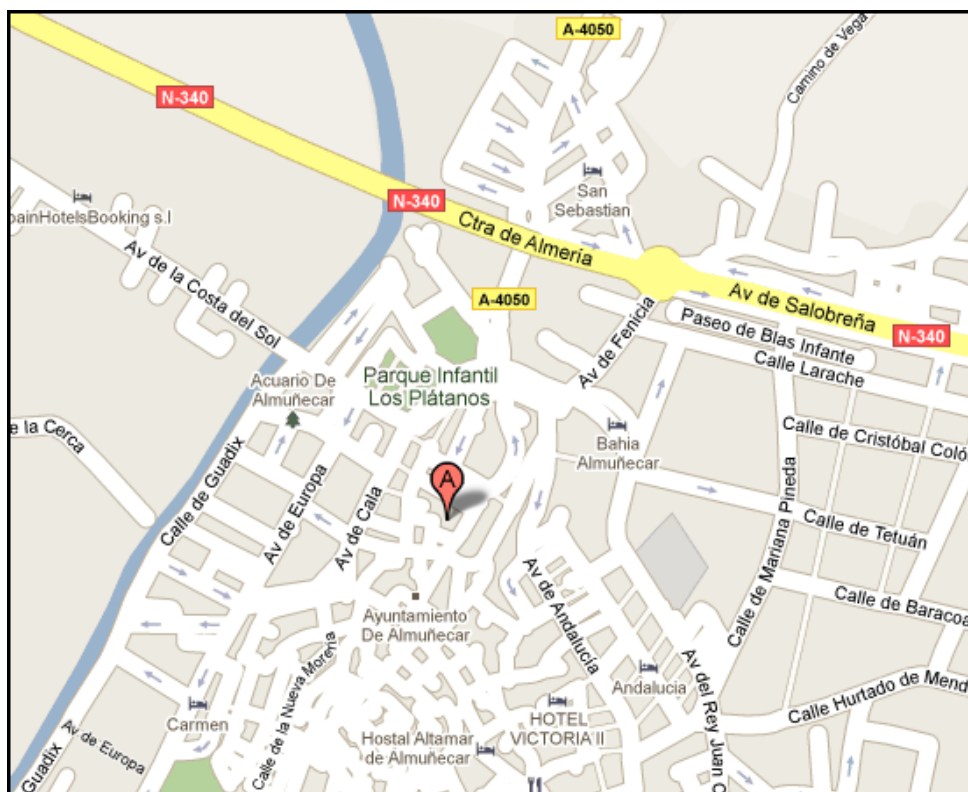 A-4050
Camino de Vega
N-340
San
Sebastian
N-340
painHotelsBooking s.l
Ctra de Almería
Av de la Costa del Sol
A-4050
Av de Salobreña
N-340
Av de Fenicia
Paseo de Blas Infante
Calle Larache
Parque Infantil
Los Plátanos
Acuario De
Almuñecar
Bahia
Almuñecar
Calle de Cristóbal Coló
e la Cerca
Calle de Guadix
Av de Europa
Av de Cala
A
Calle de Mariana Pineda
Calle de Tetuán
Av de Andalucía
Calle de Baracoa
Ayuntamiento
De Almuñecar
Calle de la Nueva Morena
Av del Rey Juan C
Andalucia
Calle Hurtado de Mend
Carmen
HOTEL
VICTORIA II
Av de Europa
Hostal Altamar
de Almuñecar
Guadix